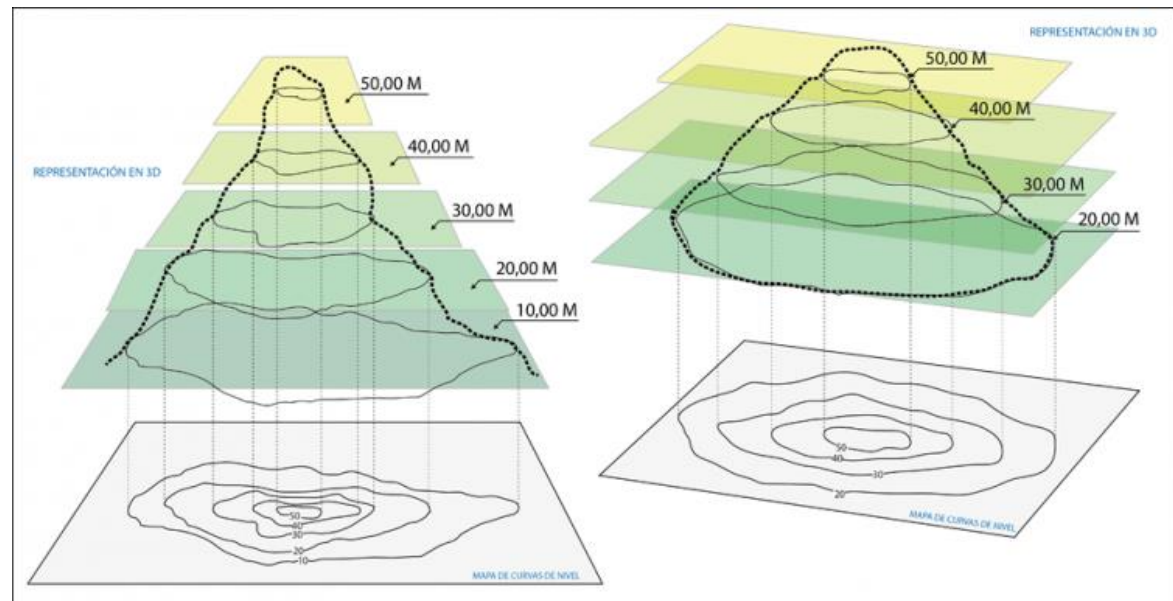 REPRESENTACIÓN EN 3D
50,00 M
40,00 M
30,00 M
20,00 M
10,00 M
50
40
30
20
10
MAPA DE CURVAS DE NIVEL
REPRESENTACIÓN EN 3D
50,00 M
40,00 M
30,00 M
20,00 M
50
40
30
20
MAPA DE CURVAS DE NIVEL